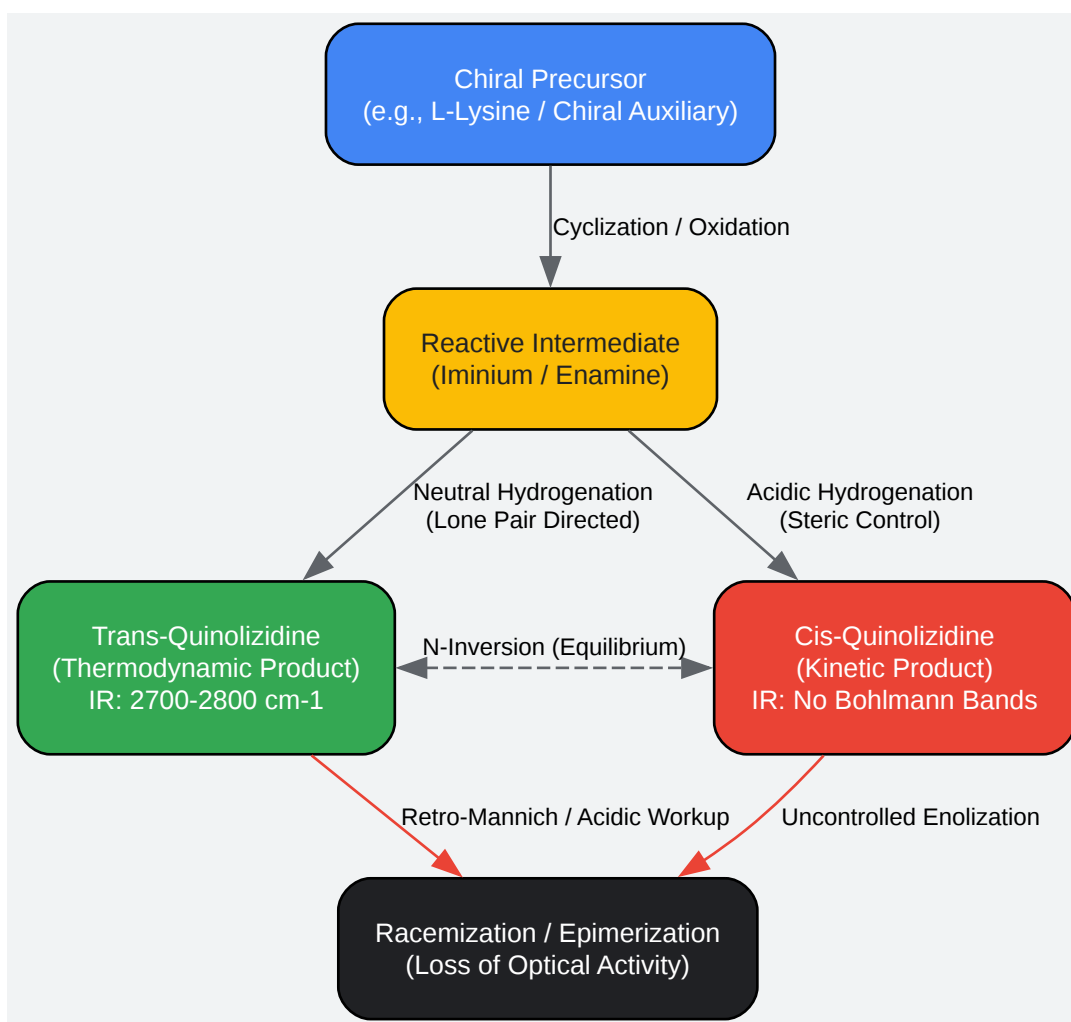 Chiral Precursor
(e.g., L-Lysine / Chiral Auxiliary)
Cyclization / Oxidation
Reactive Intermediate
(Iminium / Enamine)
Neutral Hydrogenation
(Lone Pair Directed)
Acidic Hydrogenation
(Steric Control)
Trans-Quinolizidine
(Thermodynamic Product)
IR: 2700-2800 cm-1
N-Inversion (Equilibrium)
Cis-Quinolizidine
(Kinetic Product)
IR: No Bohlmann Bands
Retro-Mannich / Acidic Workup
Uncontrolled Enolization
Racemization / Epimerization
(Loss of Optical Activity)